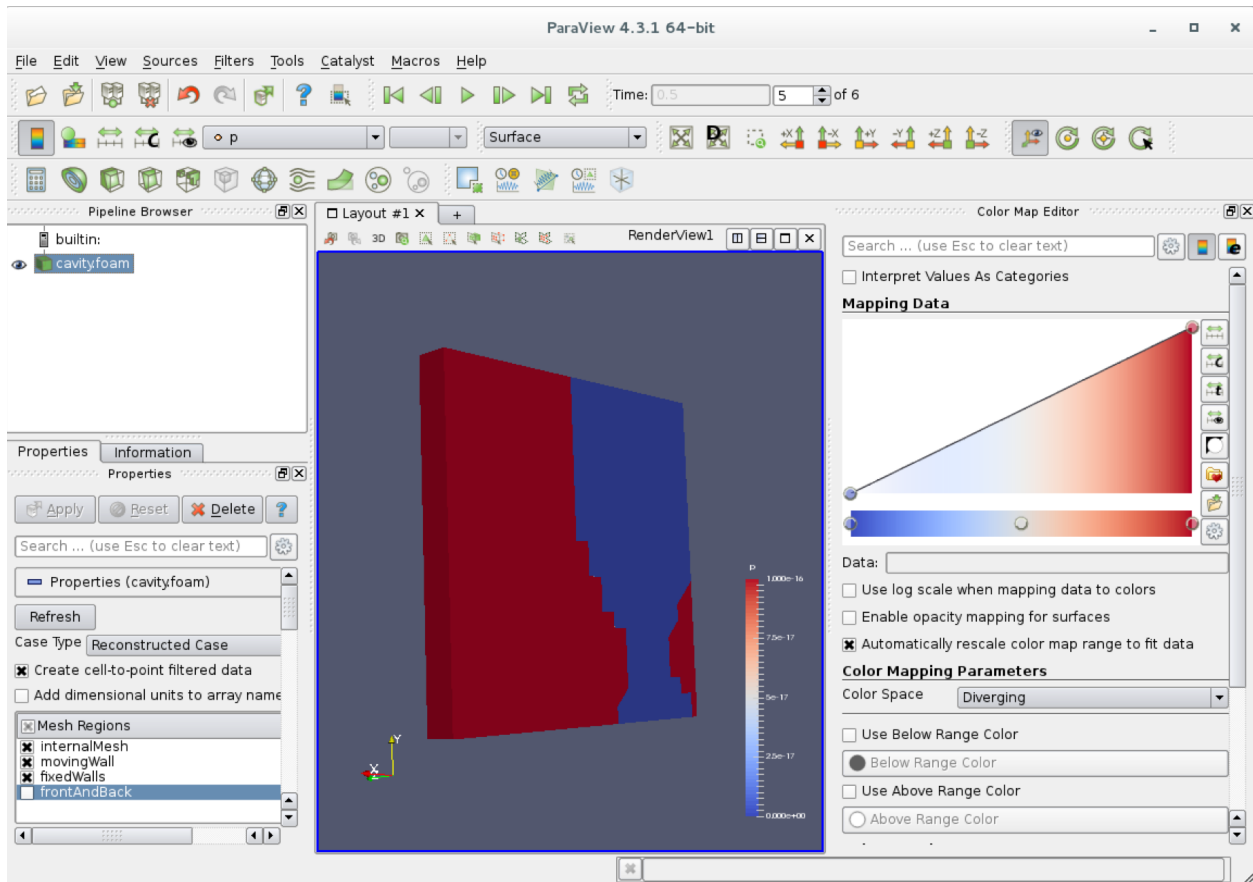 ParaView 4.3.1 64-bit
File Edit View Sources Filters Tools Catalyst Macros Help
Time: 0.5 5 of 6
p Surface
Pipeline Browser
builtin:
cavity.foam
Properties Information
Properties
Apply Reset Delete
Search ... (use Esc to clear text)
Properties (cavity.foam)
Refresh
Case Type Reconstructed Case
Create cell-to-point filtered data
Add dimensional units to array name
Mesh Regions
internalMesh
movingWall
fixedWalls
frontAndBack
Layout #1
3D RenderView1
p
1.000e-16
7.5e-17
5e-17
2.5e-17
0.000e+00
Y
X
Z
Color Map Editor
Search ... (use Esc to clear text)
Interpret Values As Categories
Mapping Data
Data:
Use log scale when mapping data to colors
Enable opacity mapping for surfaces
Automatically rescale color map range to fit data
Color Mapping Parameters
Color Space Diverging
Use Below Range Color
Below Range Color
Use Above Range Color
Above Range Color